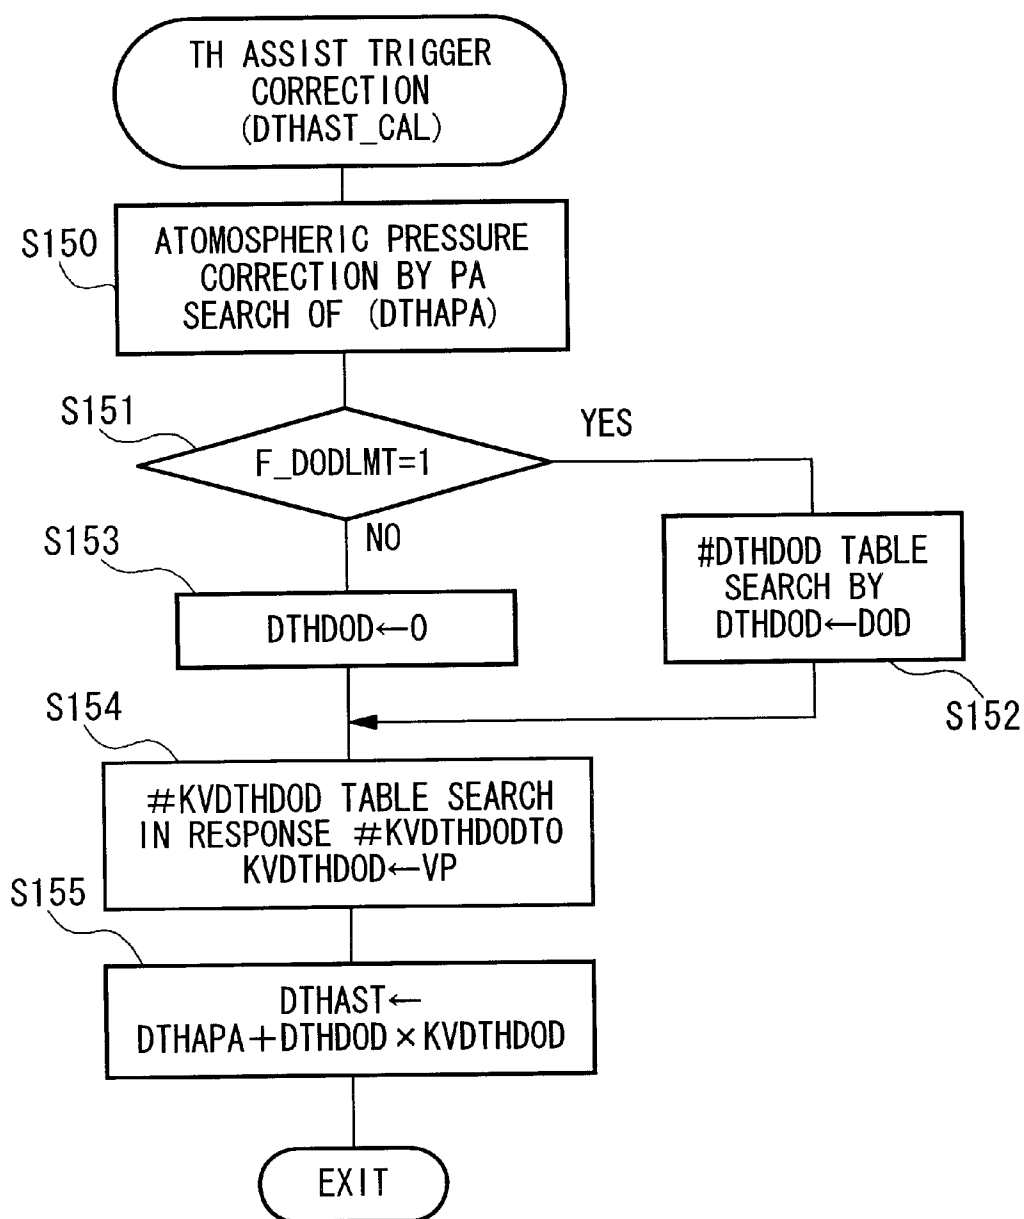 TH ASSIST TRIGGER
CORRECTION
(DTHAST_CAL)
S150
ATOMOSPHERIC PRESSURE
CORRECTION BY PA
SEARCH OF (DTHAPA)
S151
F_DODLMT=1
YES
NO
S153
DTHDOD←0
#DTHDOD TABLE
SEARCH BY
DTHDOD←DOD
S152
S154
#KVDTHDOD TABLE SEARCH
IN RESPONSE #KVDTHDODTO
KVDTHDOD←VP
S155
DTHAST←
DTHAPA+DTHDOD×KVDTHDOD
EXIT